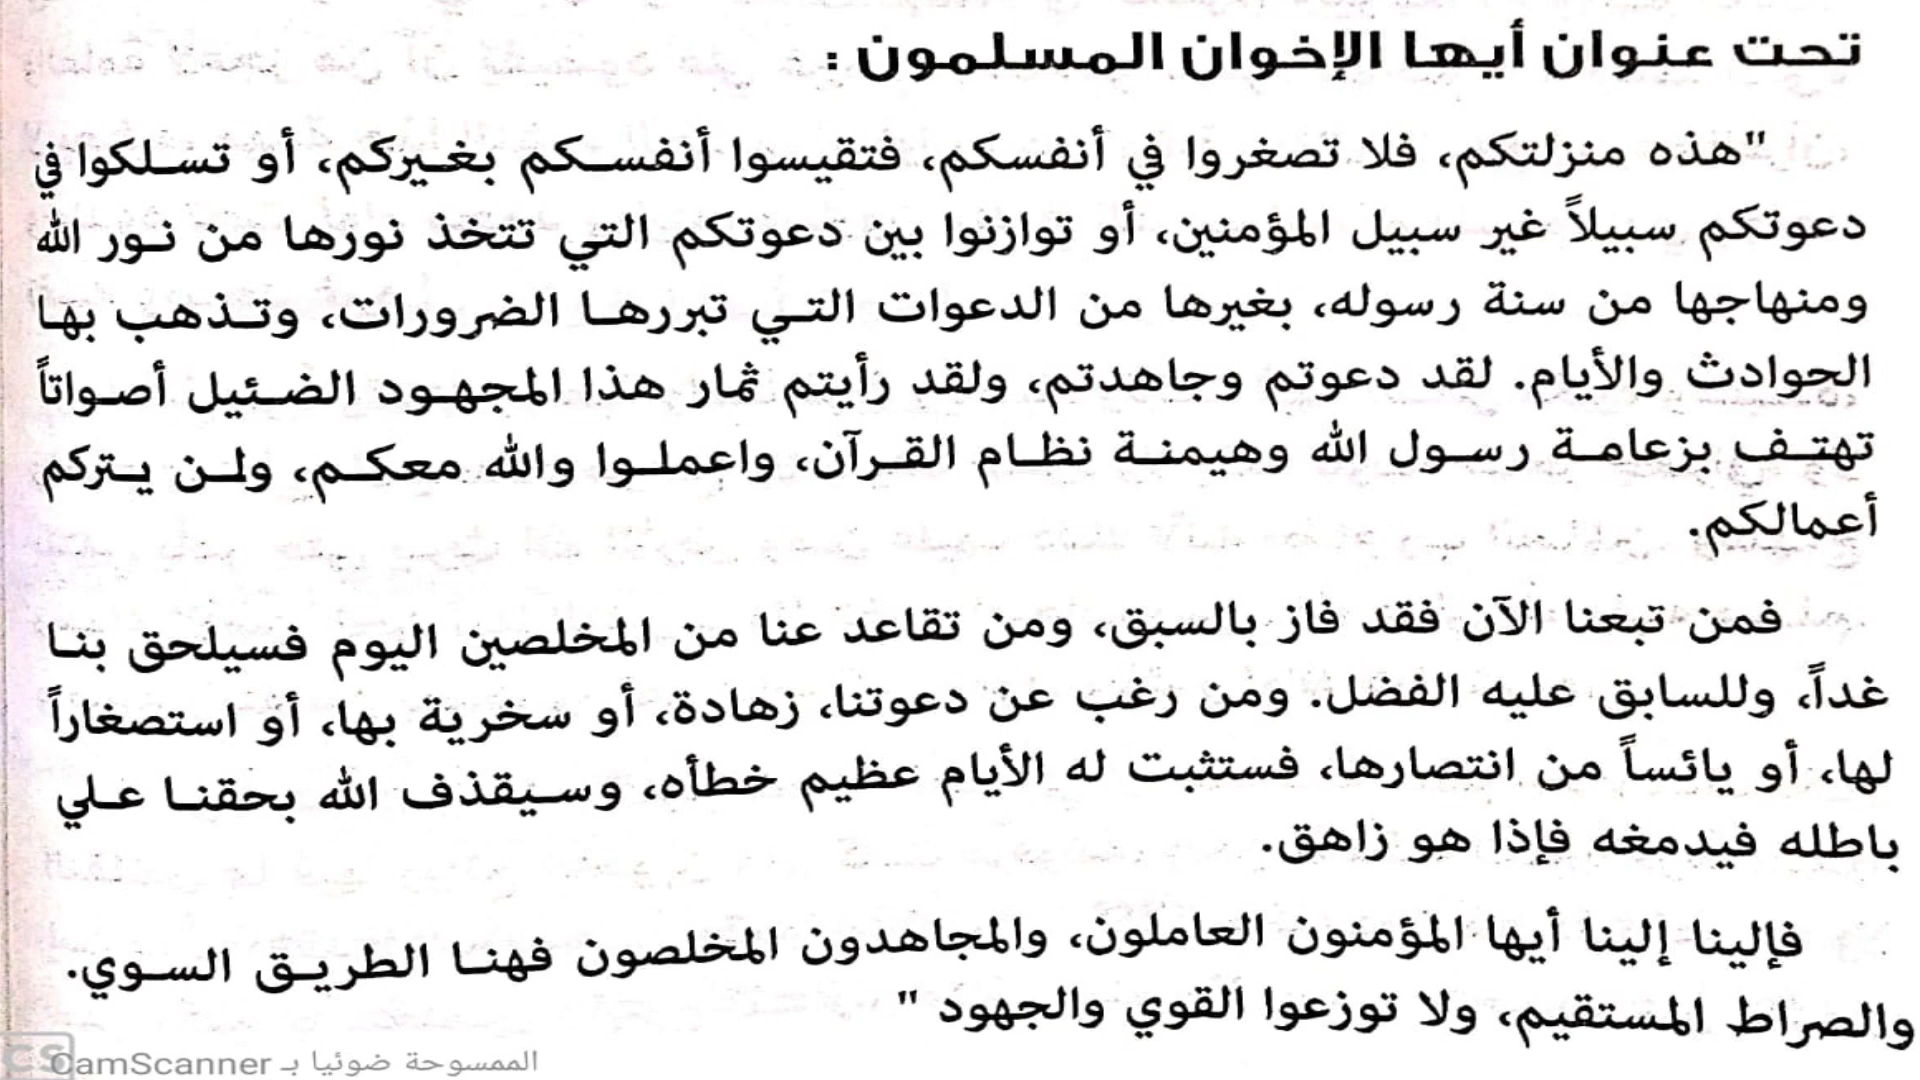 تحت عنوان أيها الإخوان المسلمون :
"هذه منزلتكم، فلا تصغروا في أنفسكم، فتقيسوا أنفسكم بغيركم، أو تسلكوا في
دعوتكم سبيلاً غير سبيل المؤمنين، أو توازنوا بين دعوتكم التي تتخذ نورها من نور الله
ومنهاجها من سنة رسوله، بغيرها من الدعوات التي تبررها الضرورات، وتذهب بها
الحوادث والأيام. لقد دعوتم وجاهدتم، ولقد رأيتم ثمار هذا المجهود الضئيل أصواتاً
تهتف بزعامة رسول الله وهيمنة نظام القرآن، واعملوا والله معكم، ولن يتركم
أعمالكم.
فمن تبعنا الآن فقد فاز بالسبق، ومن تقاعد عنا من المخلصين اليوم فسيلحق بنا
غداً، وللسابق عليه الفضل. ومن رغب عن دعوتنا، زهادة، أو سخرية بها، أو استصغاراً
لها، أو يائساً من انتصارها، فستثبت له الأيام عظيم خطأه، وسيقذف الله بحقنا علي
باطله فيدمغه فإذا هو زاهق.
فإلينا إلينا أيها المؤمنون العاملون، والمجاهدون المخلصون فهنا الطريق السوي.
والصراط المستقيم، ولا توزعوا القوي والجهود "
CS CamScanner الممسوحة ضوئيا بـ